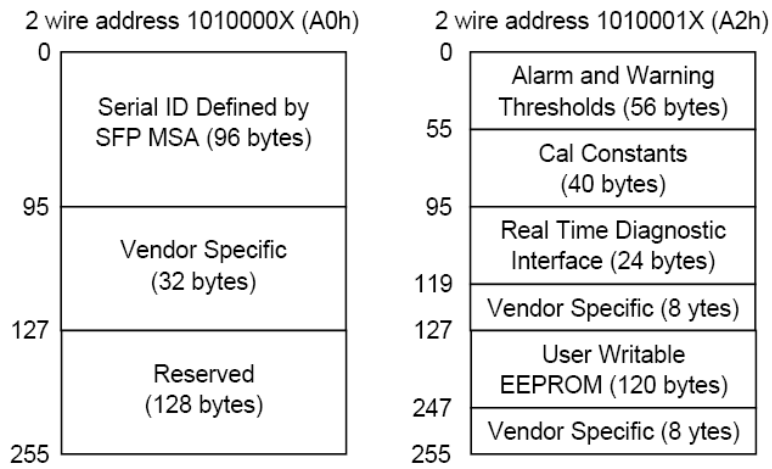 2 wire address 1010000X (A0h)
0
Serial ID Defined by
SFP MSA (96 bytes)
95
Vendor Specific
(32 bytes)
127
Reserved
(128 bytes)
255
2 wire address 1010001X (A2h)
0
Alarm and Warning
Thresholds (56 bytes)
55
Cal Constants
(40 bytes)
95
Real Time Diagnostic
Interface (24 bytes)
119
Vendor Specific (8 ytes)
127
User Writable
EEPROM (120 bytes)
247
Vendor Specific (8 ytes)
255